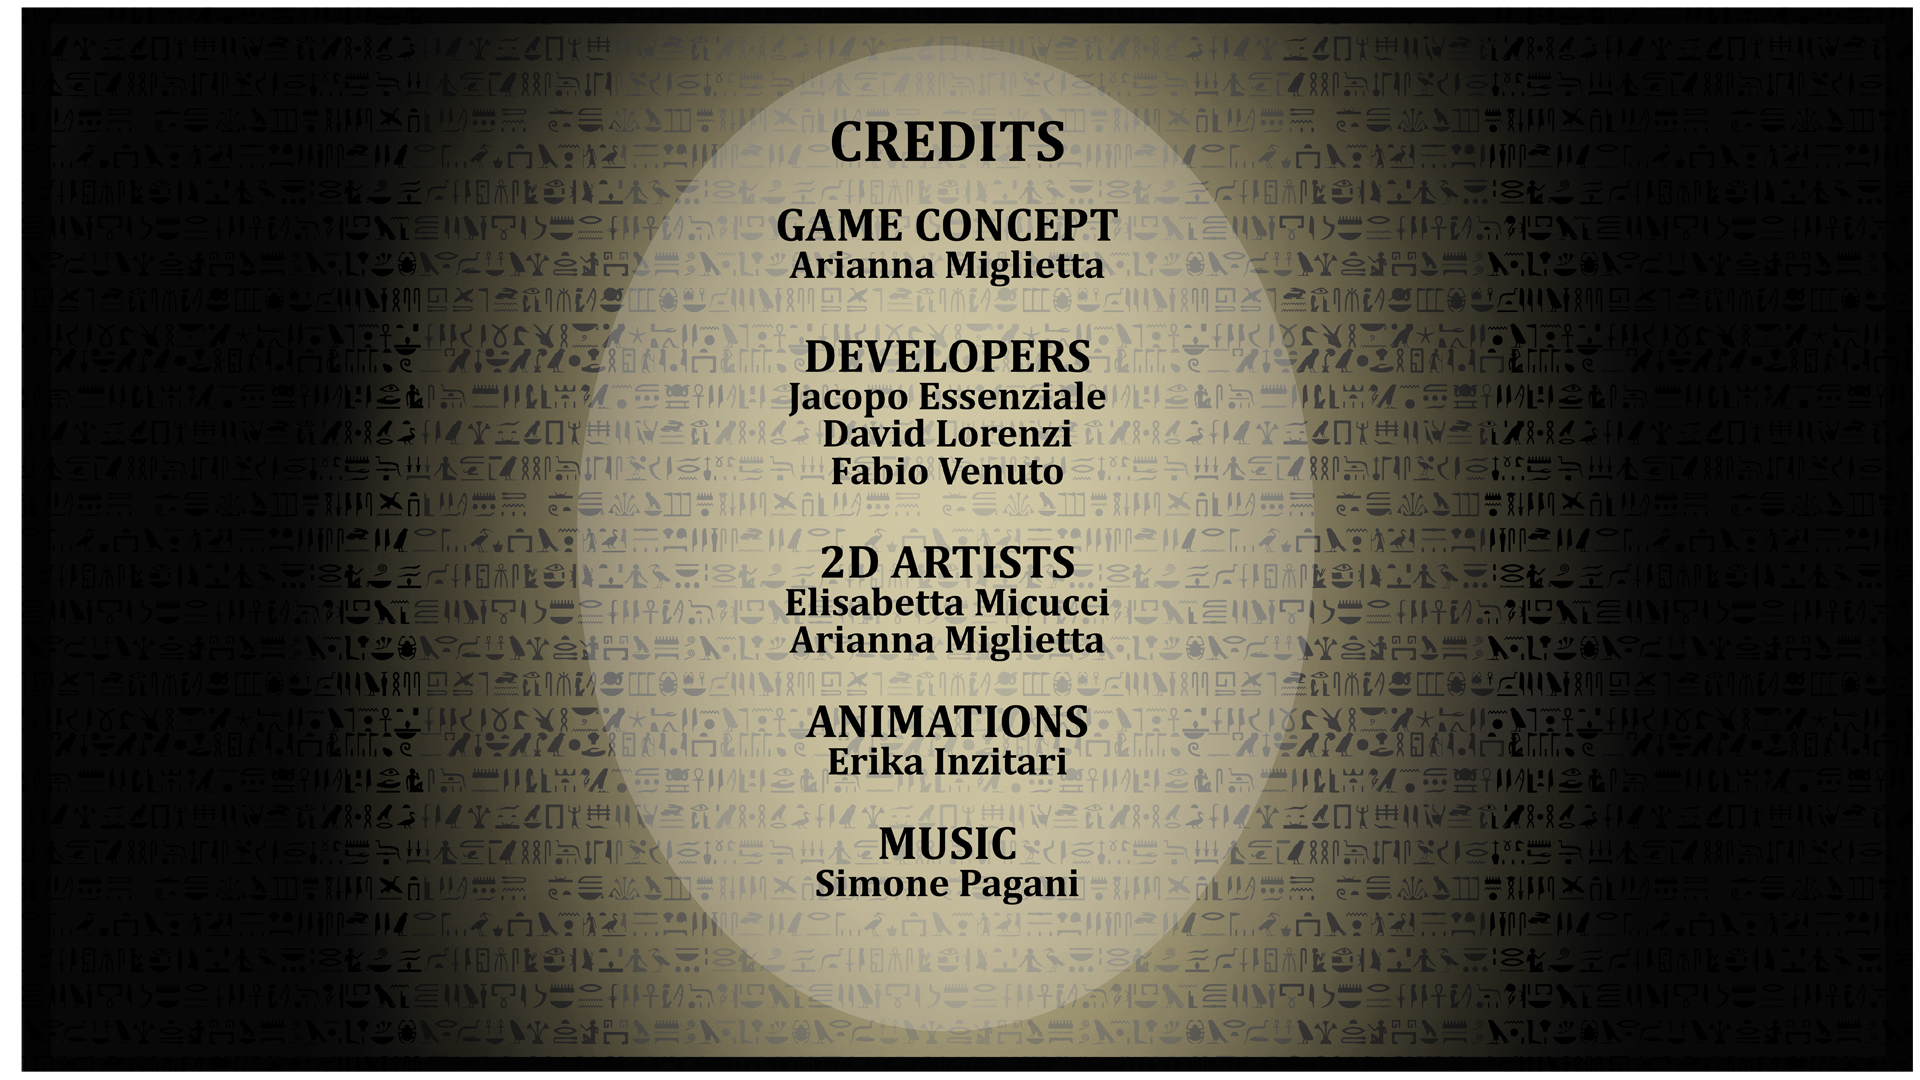 CREDITS
GAME CONCEPT
Arianna Miglietta
DEVELOPERS
Jacopo Essenziale
David Lorenzi
Fabio Venuto
2D ARTISTS
Elisabetta Micucci
Arianna Miglietta
ANIMATIONS
Erika Inzitari
MUSIC
Simone Pagani